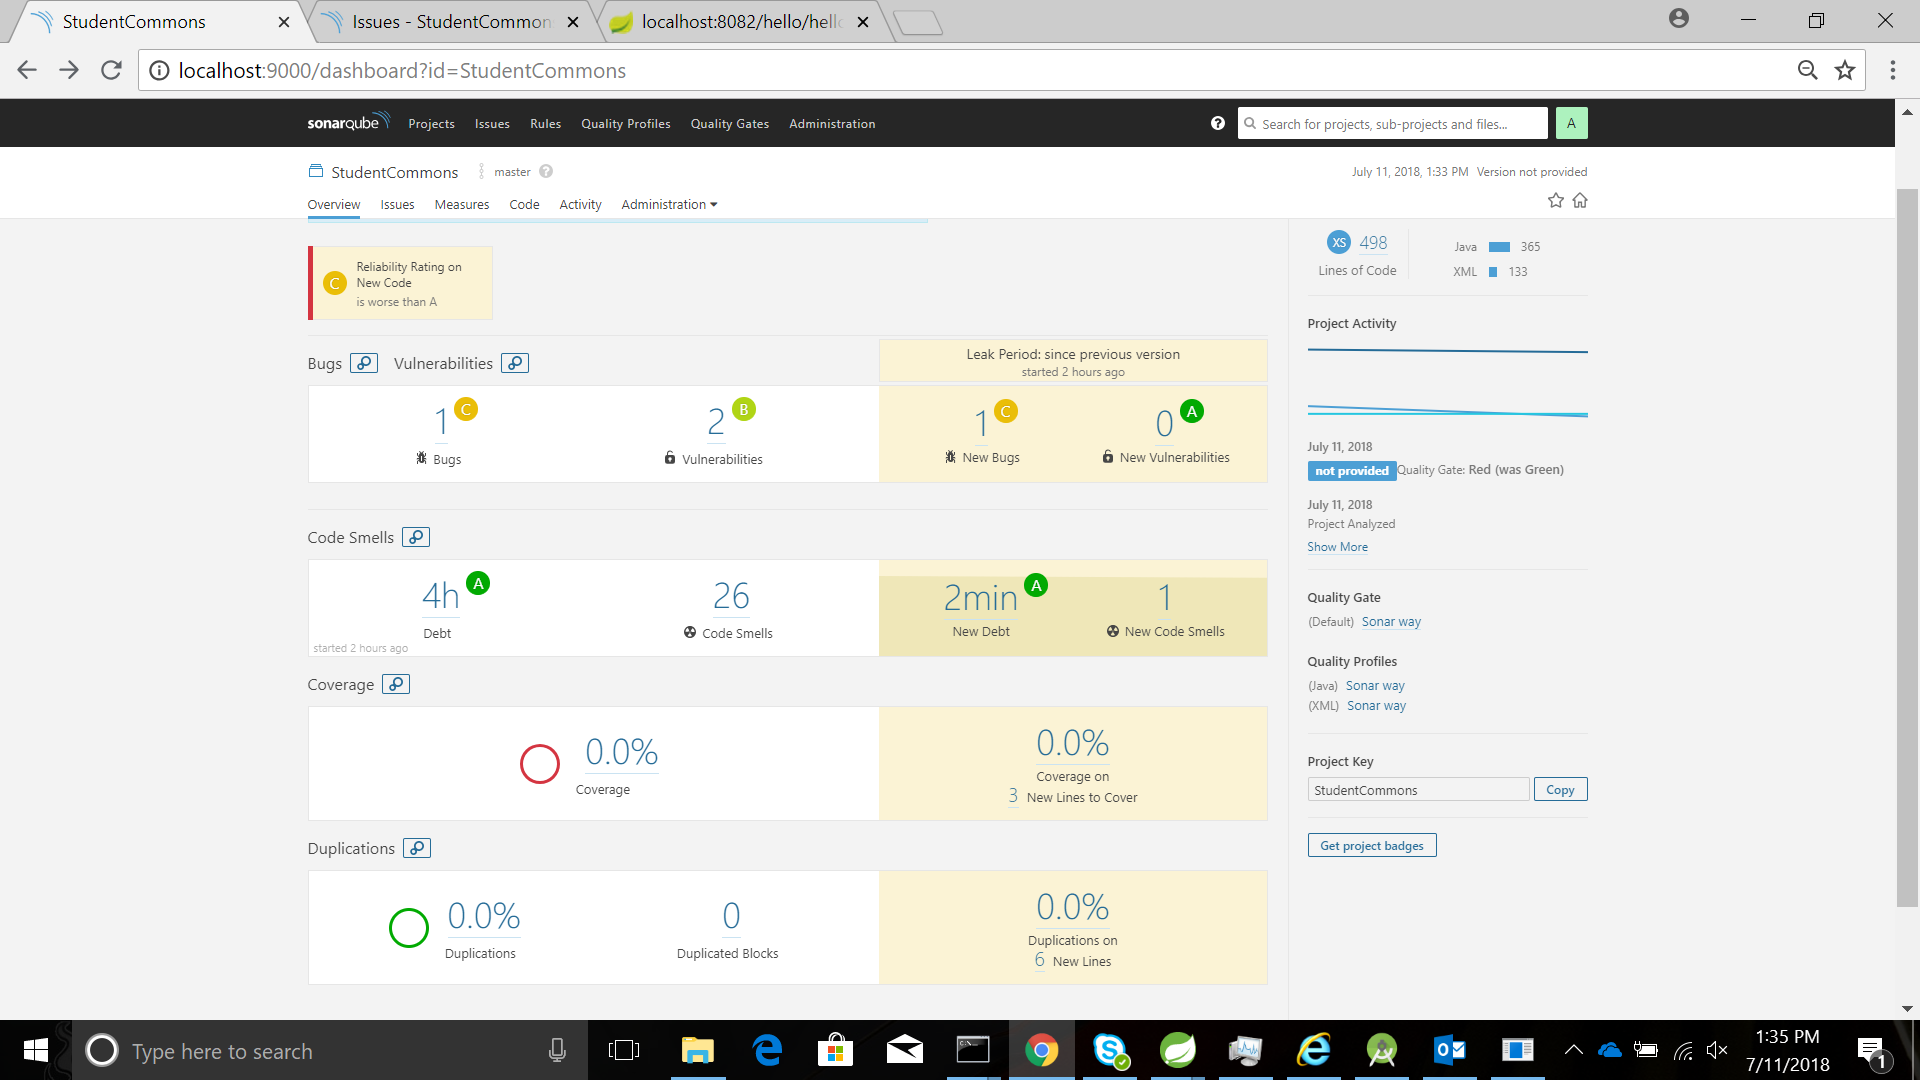 StudentCommons
Issues - StudentCommon
localhost:8082/hello/hell
localhost:9000/dashboard?id=StudentCommons
sonarqube Projects Issues Rules Quality Profiles Quality Gates Administration
Search for projects, sub-projects and files...
A
StudentCommons master
July 11, 2018, 1:33 PM Version not provided
Overview Issues Measures Code Activity Administration
C
Reliability Rating on
New Code
is worse than A
Bugs Vulnerabilities
Leak Period: since previous version
started 2 hours ago
1 C
Bugs
2 B
Vulnerabilities
1 C
New Bugs
0 A
New Vulnerabilities
Code Smells
4h A
Debt
started 2 hours ago
26
Code Smells
2min A
New Debt
1
New Code Smells
Coverage
0.0%
Coverage
0.0%
Coverage on
3 New Lines to Cover
Duplications
0.0%
Duplications
0
Duplicated Blocks
0.0%
Duplications on
6 New Lines
XS 498
Lines of Code
Java 365
XML 133
Project Activity
July 11, 2018
not provided Quality Gate: Red (was Green)
July 11, 2018
Project Analyzed
Show More
Quality Gate
(Default) Sonar way
Quality Profiles
(Java) Sonar way
(XML) Sonar way
Project Key
StudentCommons Copy
Get project badges
Type here to search
1:35 PM
7/11/2018
1